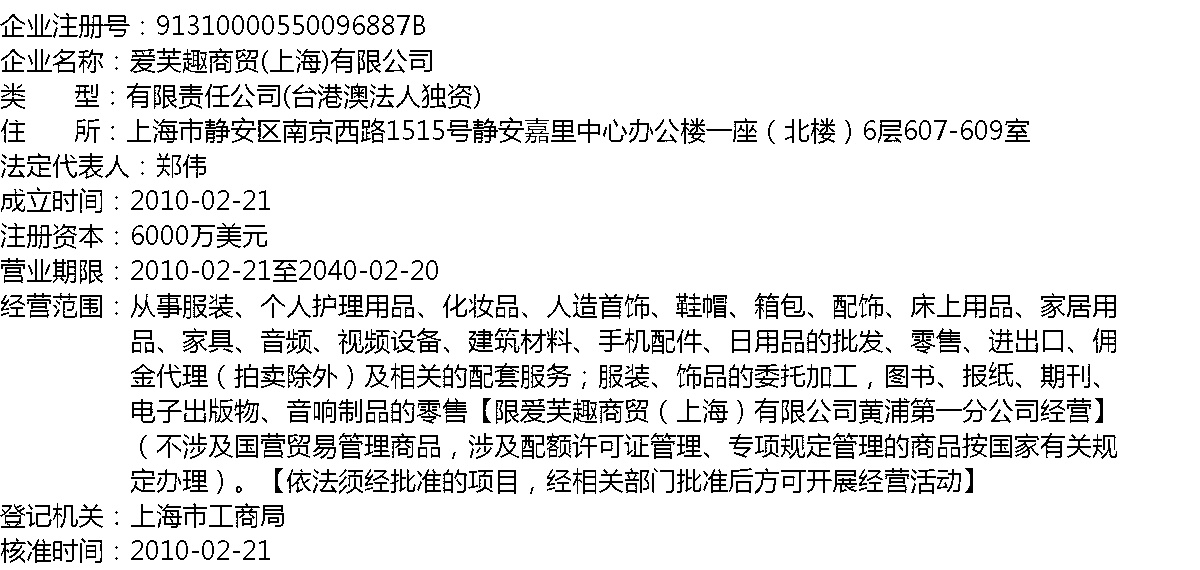 企业注册号：91310000550096887B
企业名称：爱芙趣商贸(上海)有限公司
类　　型：有限责任公司(台港澳法人独资)
住　　所：上海市静安区南京西路1515号静安嘉里中心办公楼一座（北楼）6层607-609室
法定代表人：郑伟
成立时间：2010-02-21
注册资本：6000万美元
营业期限：2010-02-21至2040-02-20
经营范围：从事服装、个人护理用品、化妆品、人造首饰、鞋帽、箱包、配饰、床上用品、家居用
品、家具、音频、视频设备、建筑材料、手机配件、日用品的批发、零售、进出口、佣
金代理（拍卖除外）及相关的配套服务；服装、饰品的委托加工，图书、报纸、期刊、
电子出版物、音响制品的零售【限爱芙趣商贸（上海）有限公司黄浦第一分公司经营】
（不涉及国营贸易管理商品，涉及配额许可证管理、专项规定管理的商品按国家有关规
定办理）。【依法须经批准的项目，经相关部门批准后方可开展经营活动】
登记机关：上海市工商局
核准时间：2010-02-21